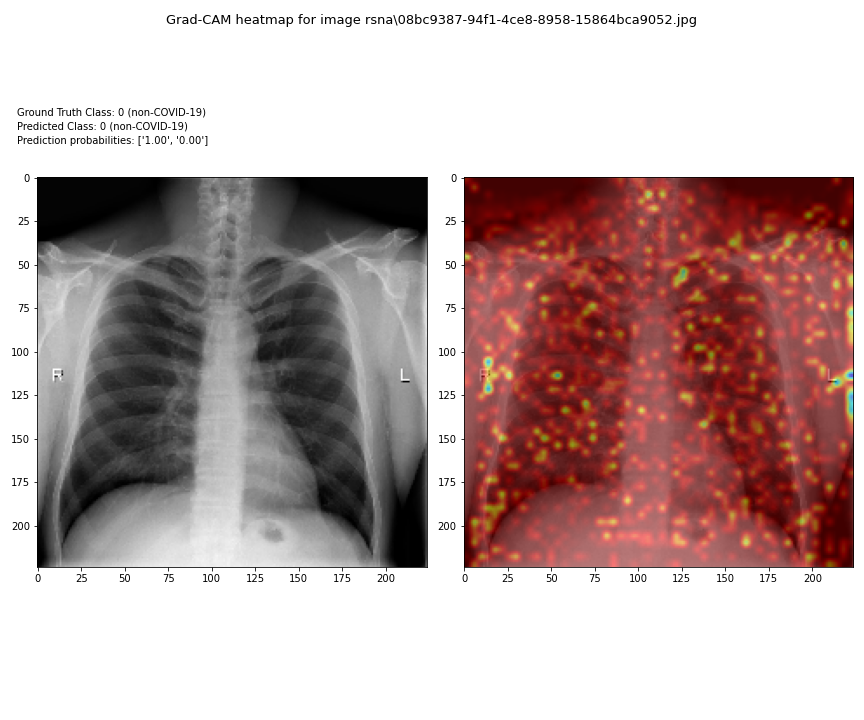 Grad-CAM heatmap for image rsna\08bc9387-94f1-4ce8-8958-15864bca9052.jpg
Ground Truth Class: 0 (non-COVID-19)
Predicted Class: 0 (non-COVID-19)
Prediction probabilities: ['1.00', '0.00']
0
25
50
75
100
125
150
175
200
R
L
0 25 50 75 100 125 150 175 200
0
25
50
75
100
125
150
175
200
R
L
0 25 50 75 100 125 150 175 200